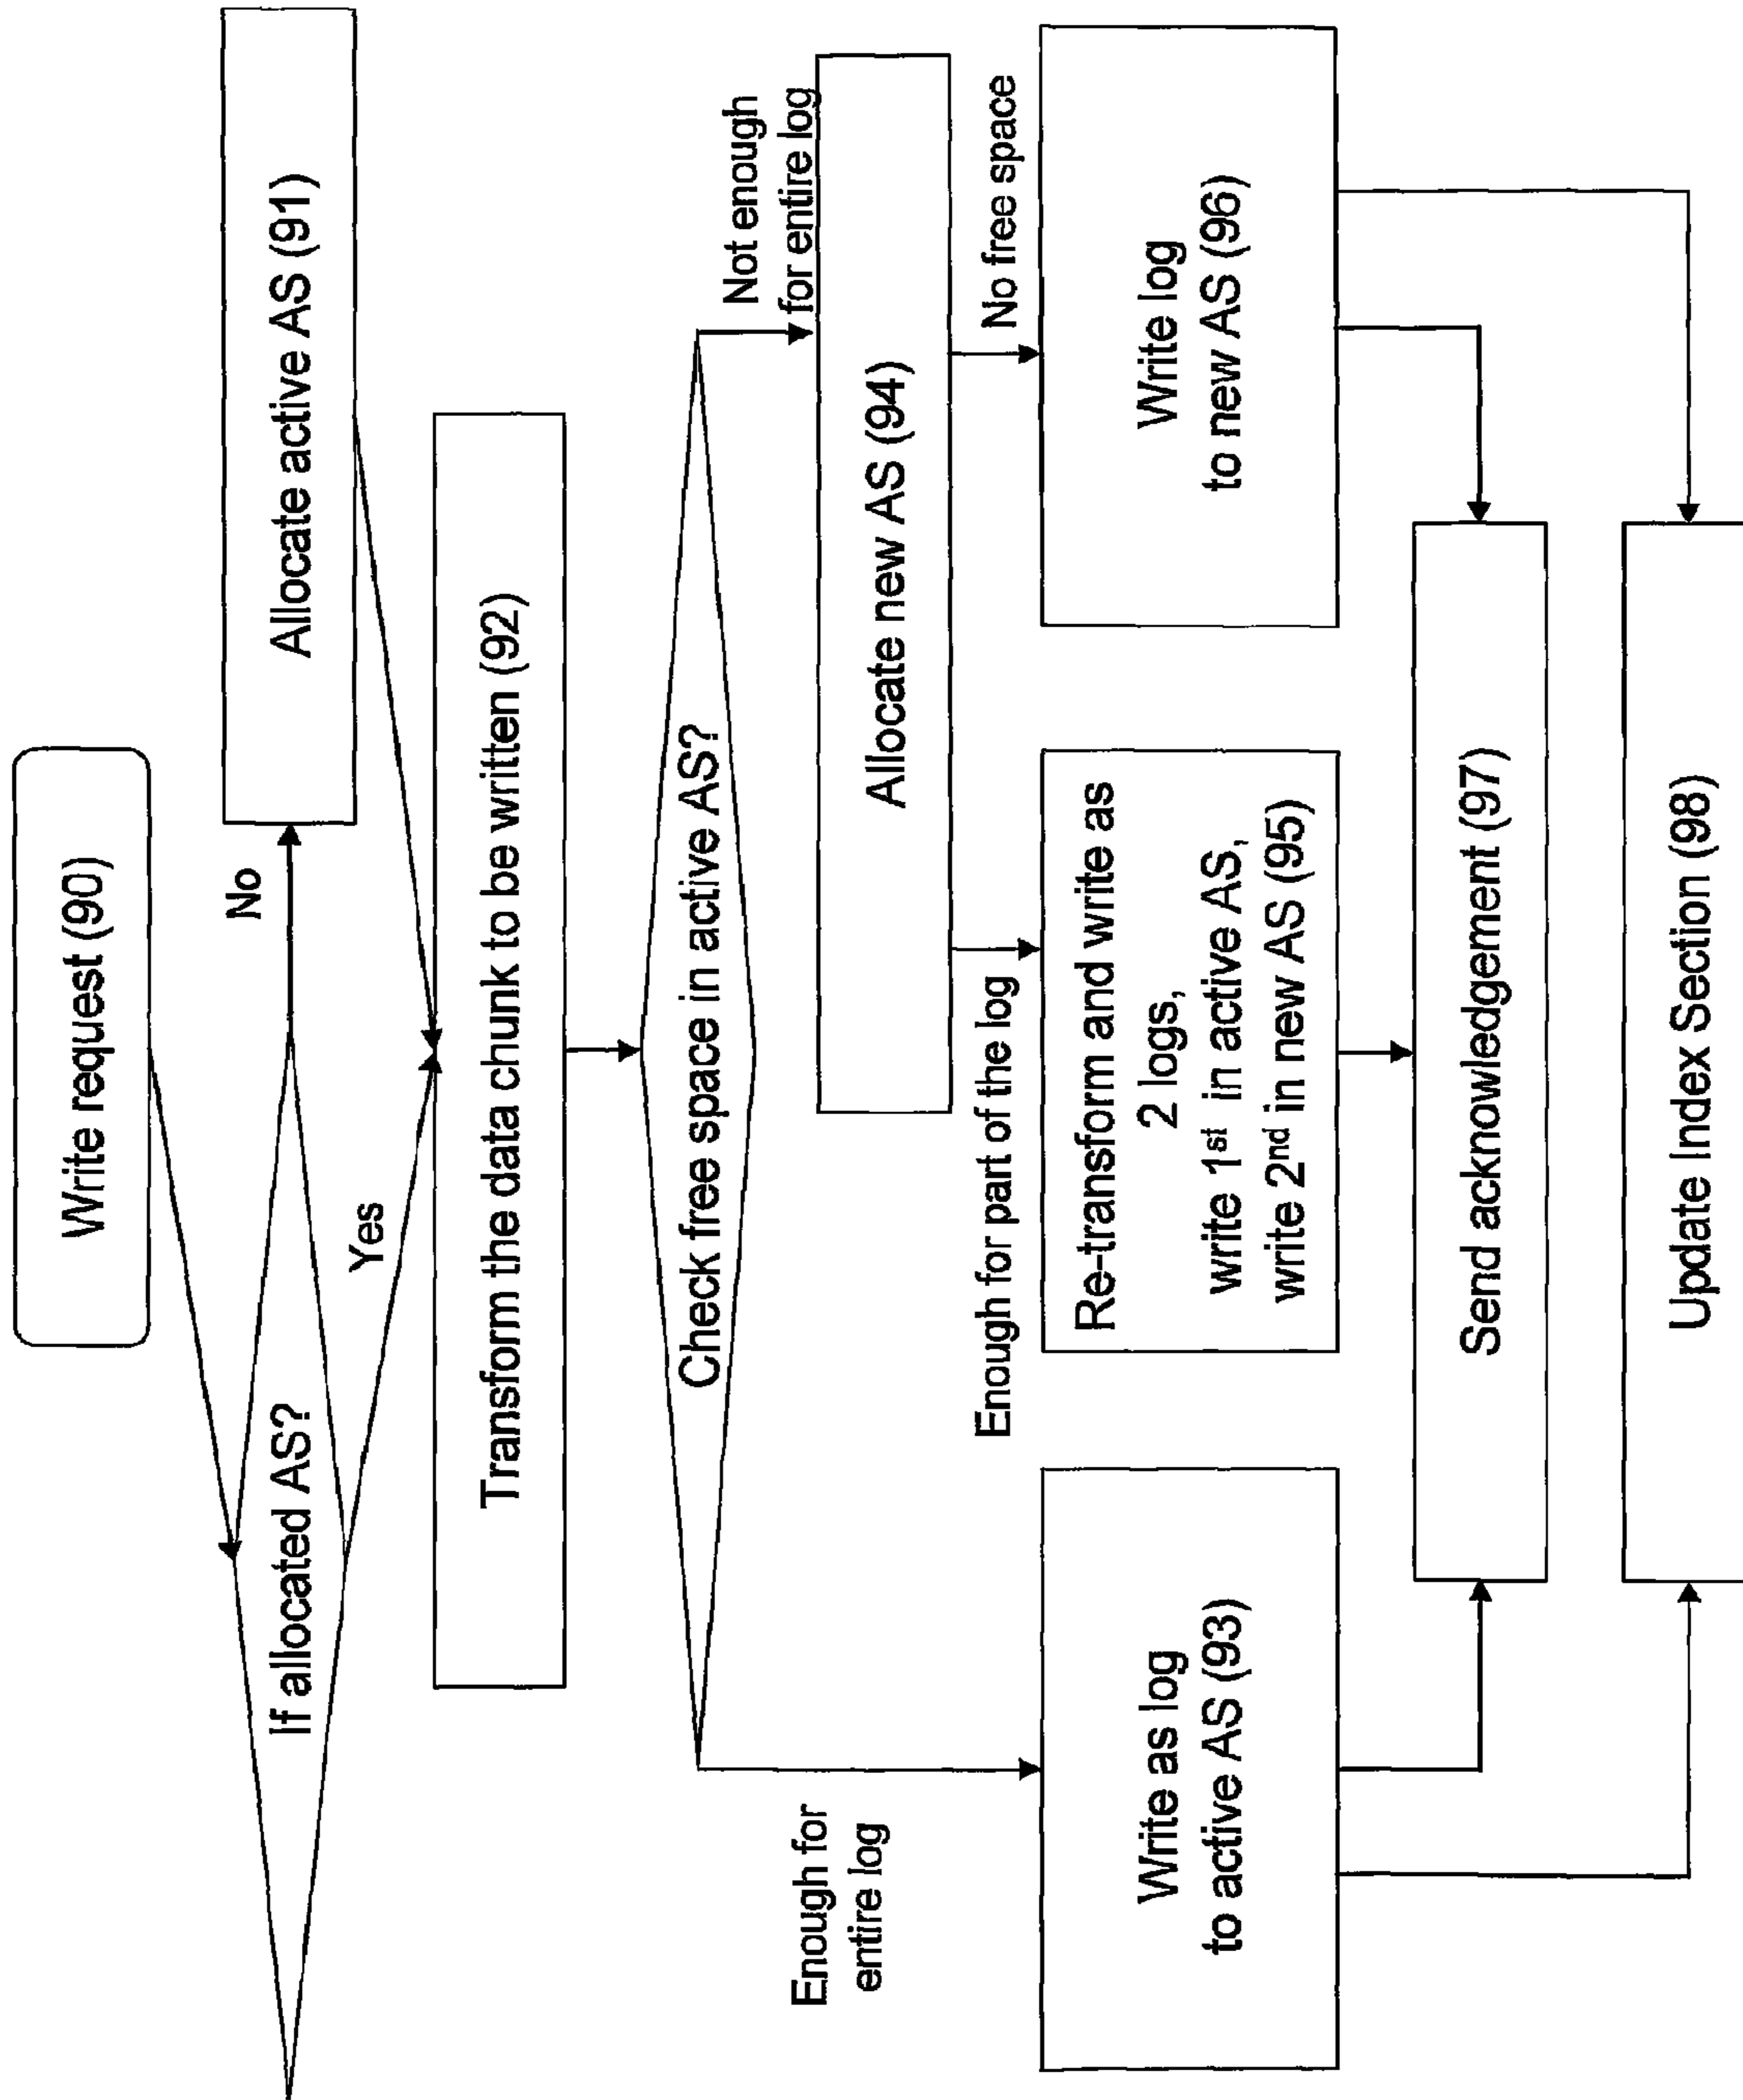 Write request (90)
If allocated AS?
No
Allocate active AS (91)
Yes
Transform the data chunk to be written (92)
Check free space in active AS?
Enough for
entire log
Not enough
for entire log
Allocate new AS (94)
Enough for part of the log
No free space
Write as log
to active AS (93)
Re-transform and write as
2 logs,
write 1st in active AS,
write 2nd in new AS (95)
Write log
to new AS (96)
Send acknowledgement (97)
Update Index Section (98)